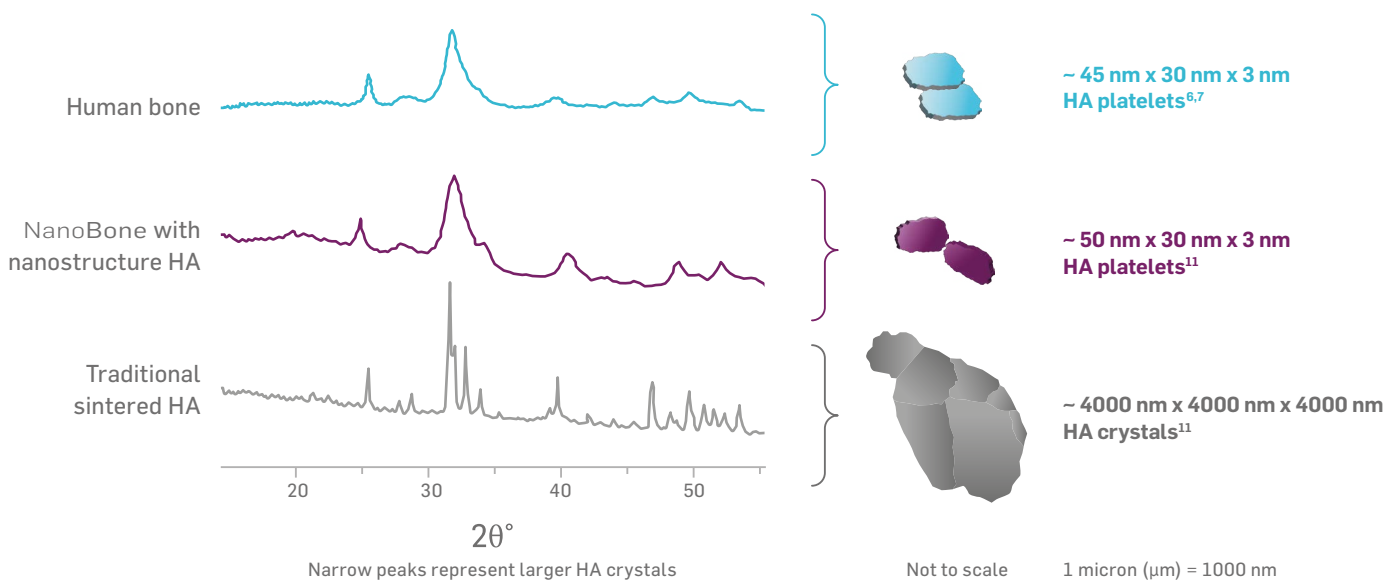 Human bone
~ 45 nm x 30 nm x 3 nm
HA platelets6,7
NanoBone with
nanostructure HA
~ 50 nm x 30 nm x 3 nm
HA platelets11
Traditional
sintered HA
~ 4000 nm x 4000 nm x 4000 nm
HA crystals11
20 30 40 50
2θ°
Narrow peaks represent larger HA crystals
Not to scale
1 micron (μm) = 1000 nm